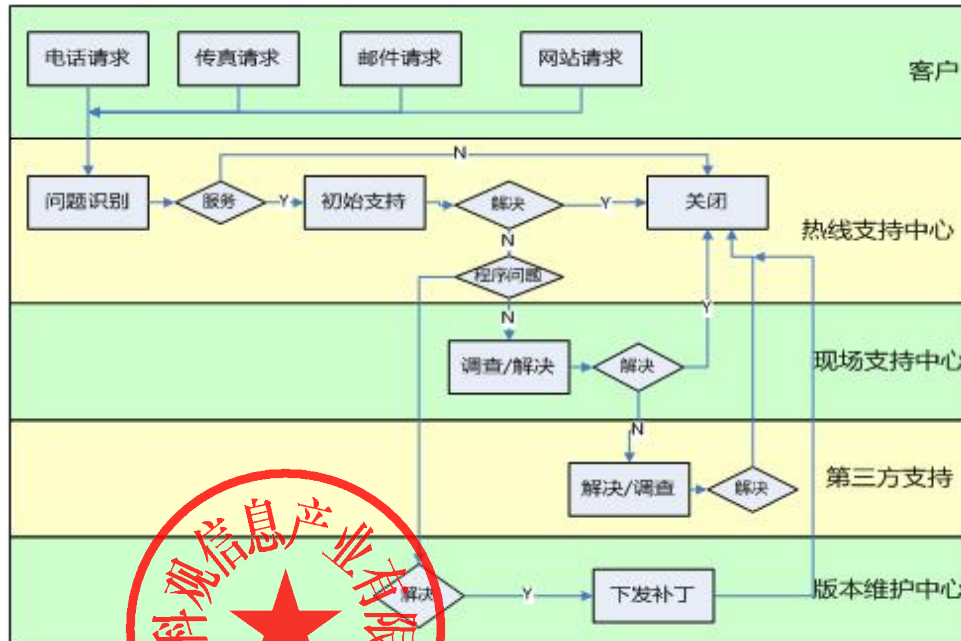 电话请求 传真请求 邮件请求 网站请求
客户
N
问题识别 服务 Y 初始支持 解决 Y 关闭
热线支持中心
N
程序问题
N
Y
调查/解决 解决
现场支持中心
N
解决/调查 解决
第三方支持
解决 Y 下发补丁
版本维护中心
科观信息产业有限